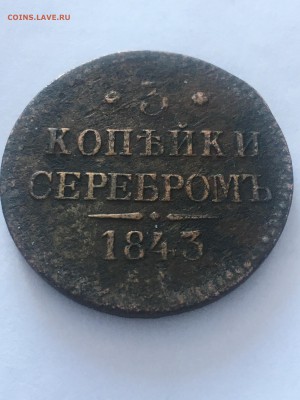 COINS.LAVE.RU
3
КОПѢЙКИ
СЕРЕБРОМЪ
1843